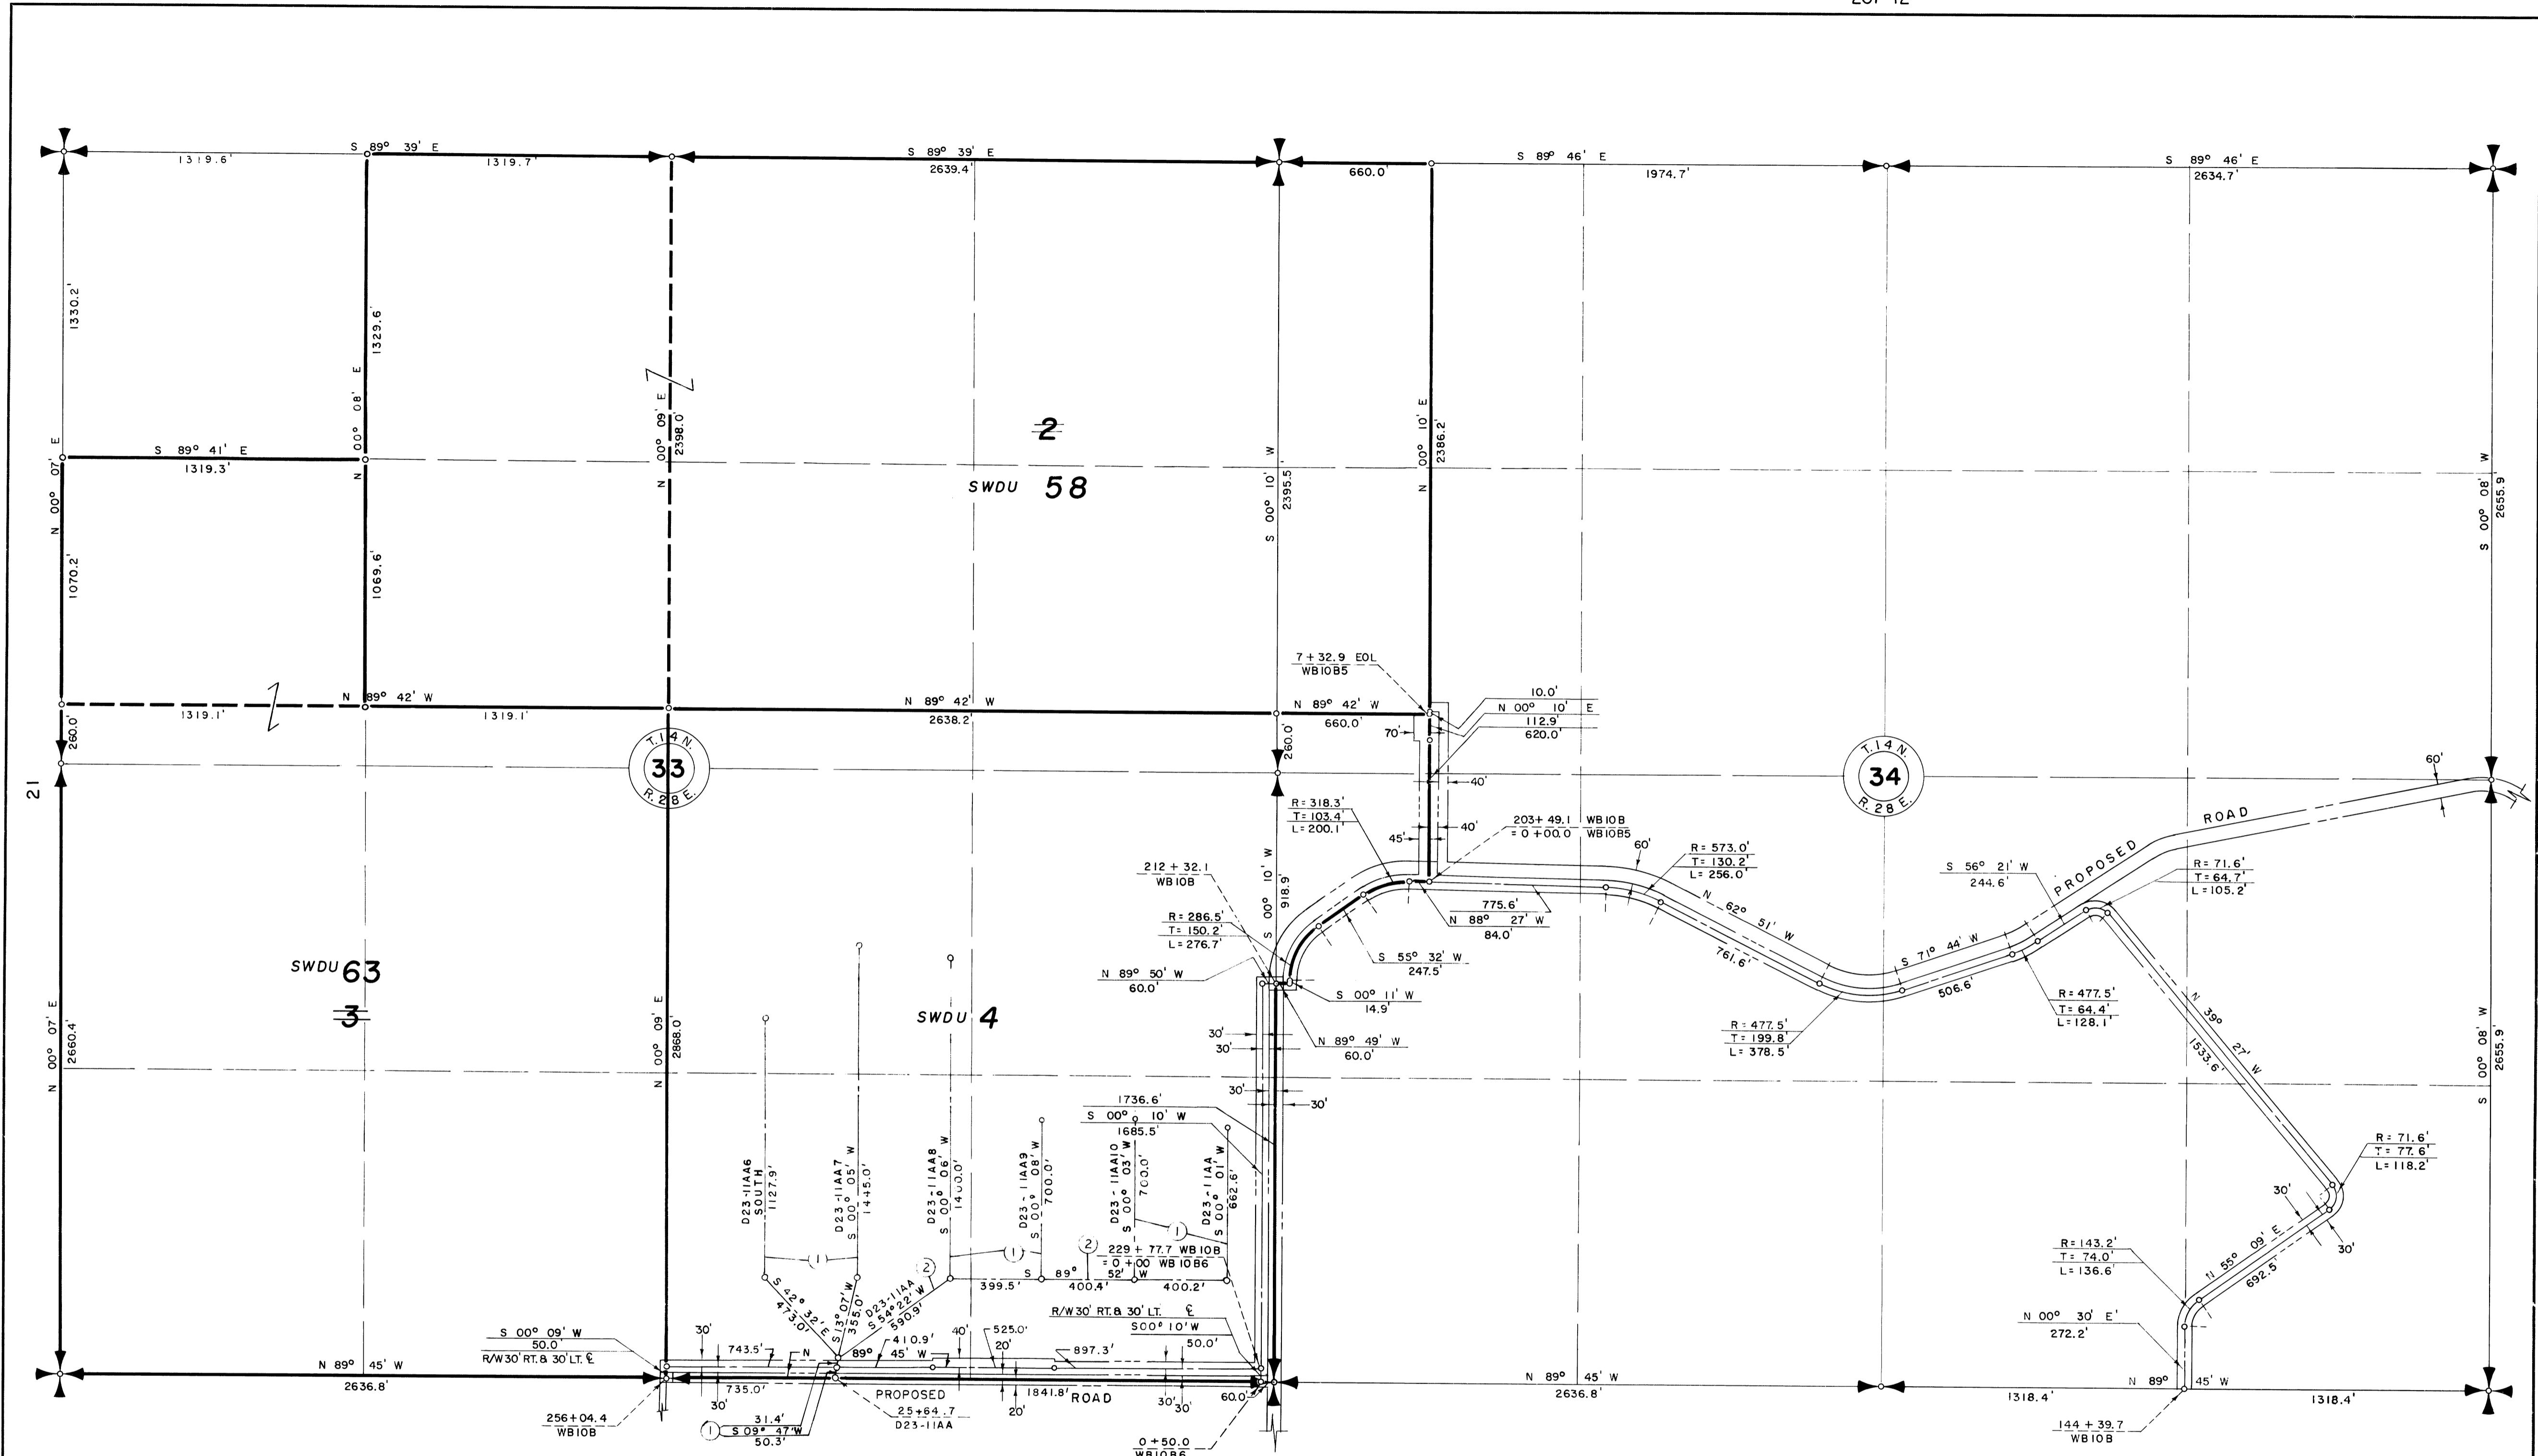 S 89° 39' E
1319.6'
1319.7'
S 89° 39' E
2639.4'
660.0'
S 89° 46' E
1974.7'
S 89° 46' E
2634.7'
1330.2'
1329.6'
N 00° 08' E
N 00° 07' E
S 89° 41' E
1319.3'
1070.2'
1069.6'
N 00° 09' E
2398.0'
2
SWDU 58
S 00° 10' W
2395.5'
N 00° 10' E
2386.2'
S 00° 08' W
2655.9'
N 89° 42' W
1319.1'
1319.1'
N 89° 42' W
2638.2'
N 89° 42' W
660.0'
260.0'
260.0'
7 + 32.9 EOL
WB10B5
10.0'
N 00° 10' E
112.9'
620.0'
70'
40'
21
T. 14 N.
33
R. 28 E.
T. 14 N.
34
R. 28 E.
R = 318.3'
T = 103.4'
L = 200.1'
45'
40'
203 + 49.1 WB10B
= 0 + 00.0 WB10B5
60'
R = 573.0'
T = 130.2'
L = 256.0'
212 + 32.1
WB10B
S 00° 10' W
918.9'
R = 286.5'
T = 150.2'
L = 276.7'
775.6'
N 88° 27' W
84.0'
N 62° 51' W
761.6'
S 55° 32' W
247.5'
N 89° 50' W
60.0'
S 00° 11' W
14.9'
N 89° 49' W
60.0'
S 71° 44' W
506.6'
S 56° 21' W
244.6'
PROPOSED ROAD
60'
R = 71.6'
T = 64.7'
L = 105.2'
R = 477.5'
T = 64.4'
L = 128.1'
R = 477.5'
T = 199.8'
L = 378.5'
N 39° 27' W
1533.6'
S 00° 08' W
2655.9'
R = 71.6'
T = 77.6'
L = 118.2'
30'
30'
N 55° 09' E
692.5'
R = 143.2'
T = 74.0'
L = 136.6'
N 00° 30' E
272.2'
SWDU 63
3
SWDU 4
N 00° 07' E
2660.4'
N 00° 09' E
2868.0'
30'
30'
30'
30'
1736.6'
S 00° 10' W
1685.5'
D23-11AA6
SOUTH
1127.9'
D23-11AA7
S 00° 05' W
1445.0'
D23-11AA8
S 00° 06' W
1400.0'
D23-11AA9
S 00° 08' W
700.0'
D23-11AA10
S 00° 03' W
700.0'
D23-11AA
S 00° 01' W
662.6'
1
1
1
2
2
229 + 77.7 WB10B
= 0 + 00 WB10B6
S 89° 52' W
399.5'
400.4'
400.2'
S 42° 32' E
473.0'
S 13° 07' W
355.0'
D23-11AA
S 54° 22' W
590.9'
R/W 30' RT. & 30' LT. ℄
S 00° 10' W
50.0'
S 00° 09' W
50.0'
R/W 30' RT. & 30' LT. ℄
30'
743.5'
N 89° 45' W
410.9'
40'
525.0'
20'
897.3'
N 89° 45' W
2636.8'
735.0'
PROPOSED ROAD
1841.8'
30'
20'
30'
30'
60.0'
256 + 04.4
WB10B
1
31.4'
S 09° 47' W
50.3'
25 + 64.7
D23-11AA
0 + 50.0
WB10B6
N 89° 45' W
2636.8'
N 89° 45' W
1318.4'
1318.4'
144 + 39.7
WB10B